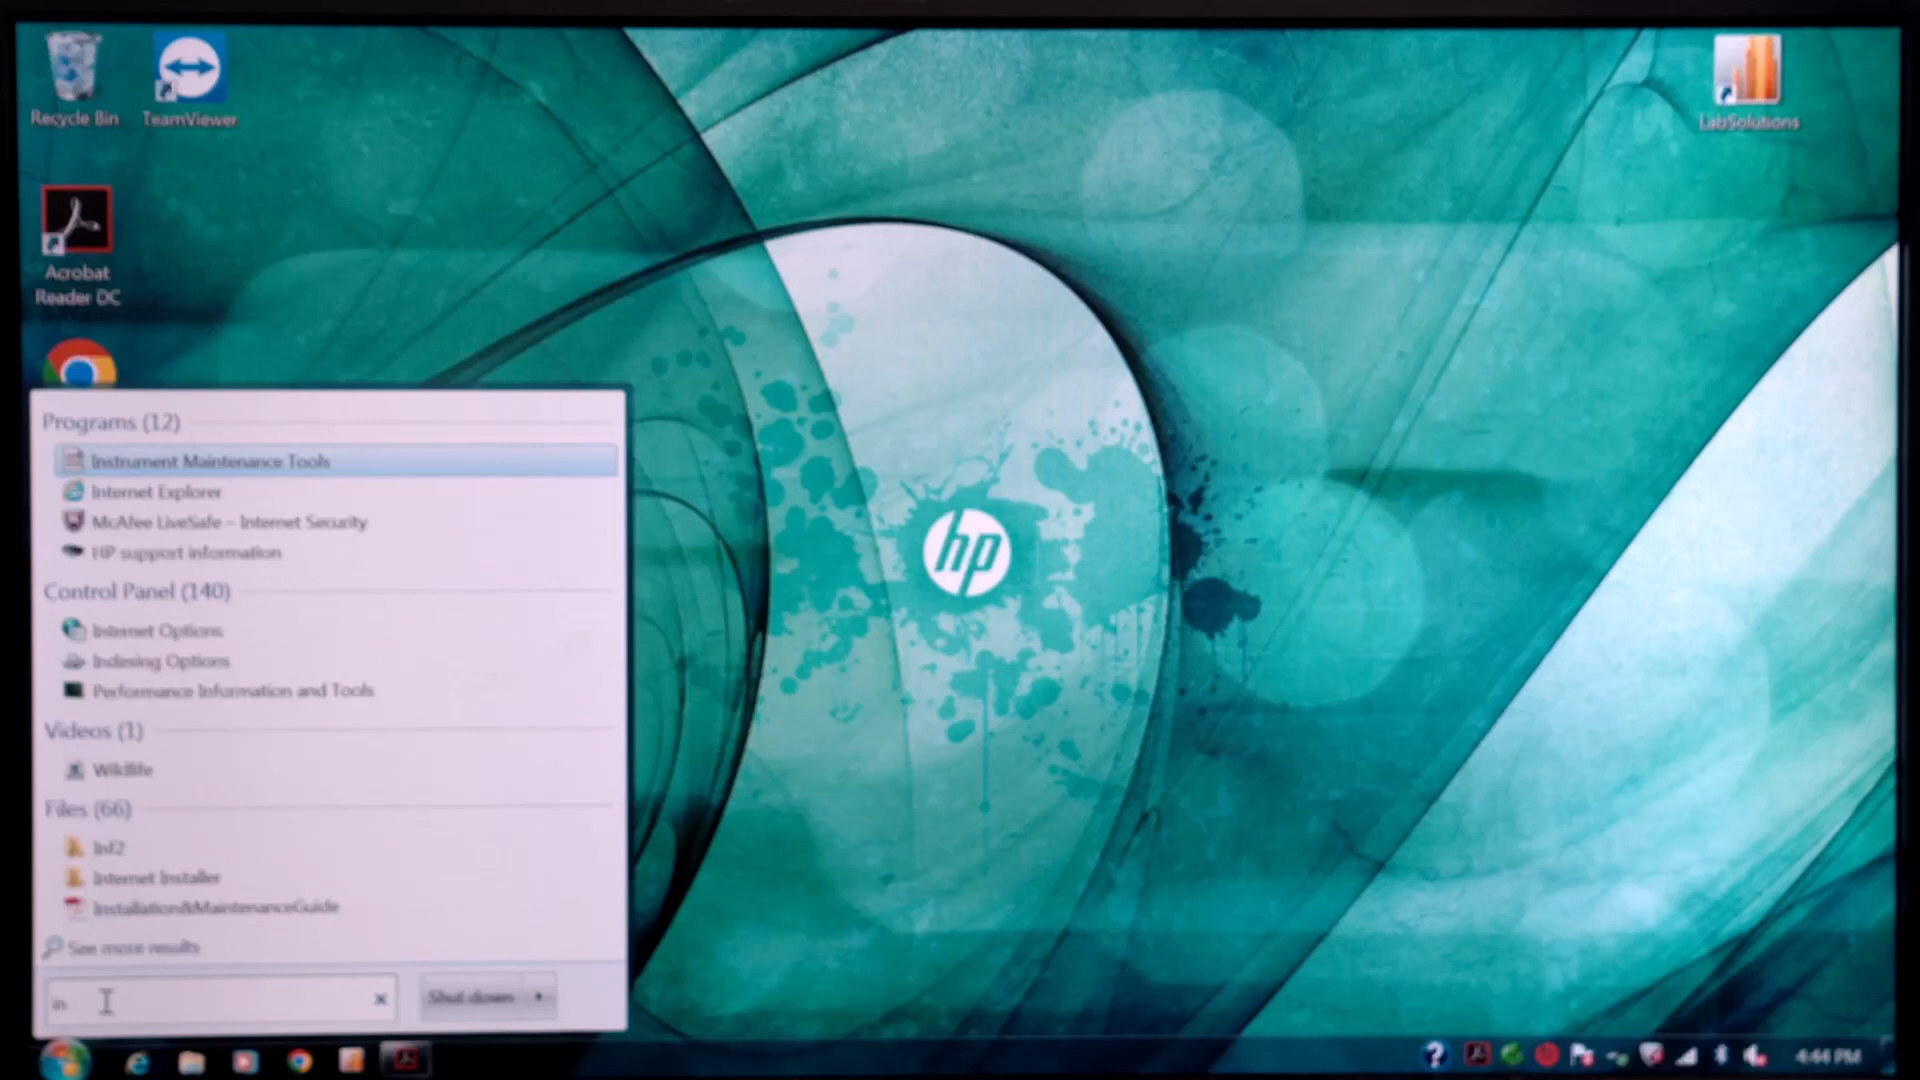 Recycle Bin
TeamViewer
LabSolutions
Acrobat
Reader DC
Programs (12)
Instrument Maintenance Tools
Internet Explorer
McAfee LiveSafe – Internet Security
HP support information
Control Panel (140)
Internet Options
Indexing Options
Performance Information and Tools
Videos (1)
Wildlife
Files (66)
Inf2
Internet Installer
Installation&MaintenanceGuide
See more results
in
Shut down
hp
4:44 PM